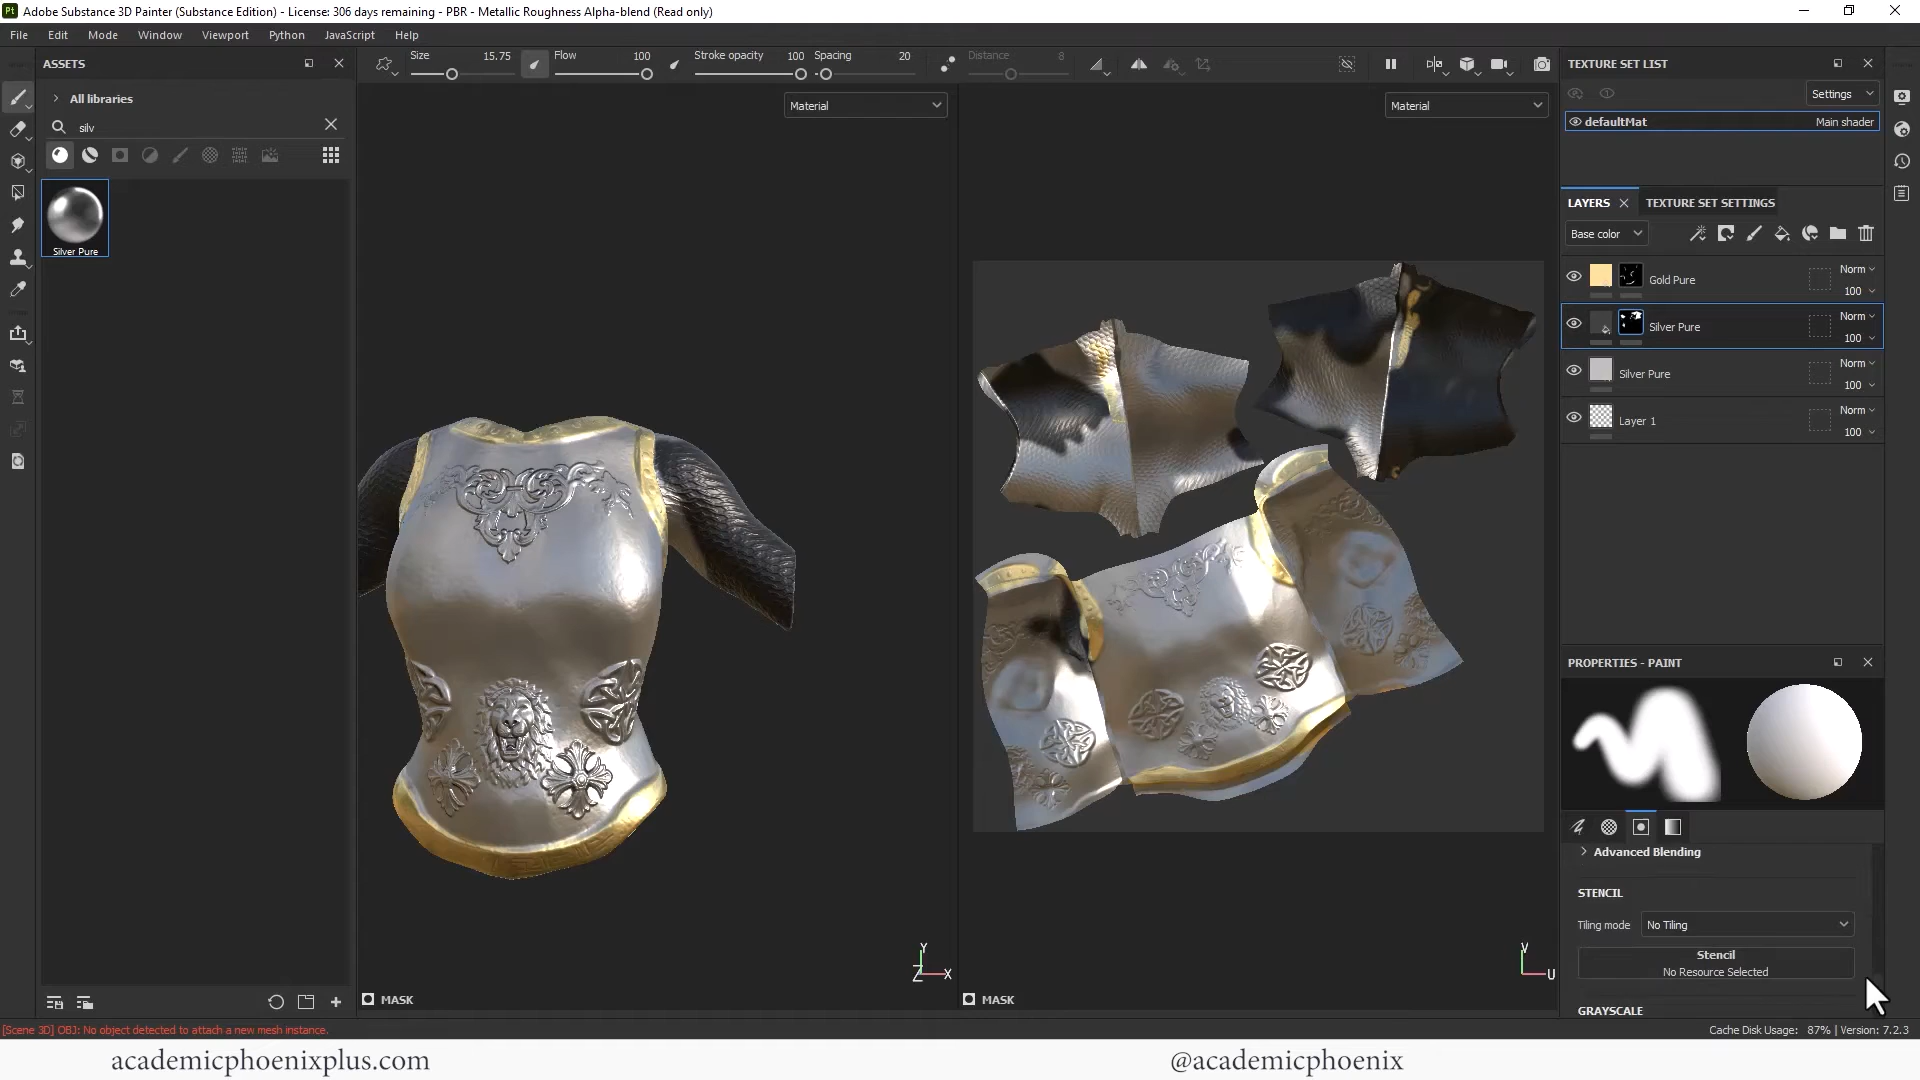 Pt Adobe Substance 3D Painter (Substance Edition) - License: 306 days remaining - PBR - Metallic Roughness Alpha-blend (Read only)
File Edit Mode Window Viewport Python JavaScript Help
ASSETS
Size 15.75 Flow 100 Stroke opacity 100 Spacing 20 Distance 8
TEXTURE SET LIST
All libraries
Settings
silv
Material
Material
defaultMat Main shader
Silver Pure
LAYERS TEXTURE SET SETTINGS
Base color
Gold Pure Norm 100
Silver Pure Norm 100
Silver Pure Norm 100
Layer 1 Norm 100
PROPERTIES - PAINT
Advanced Blending
STENCIL
Tiling mode No Tiling
Stencil
No Resource Selected
GRAYSCALE
Y
Z X
V
U
MASK
MASK
[Scene 3D] OBJ: No object detected to attach a new mesh instance.
Cache Disk Usage: 87% | Version: 7.2.3
academicphoenixplus.com
@academicphoenix